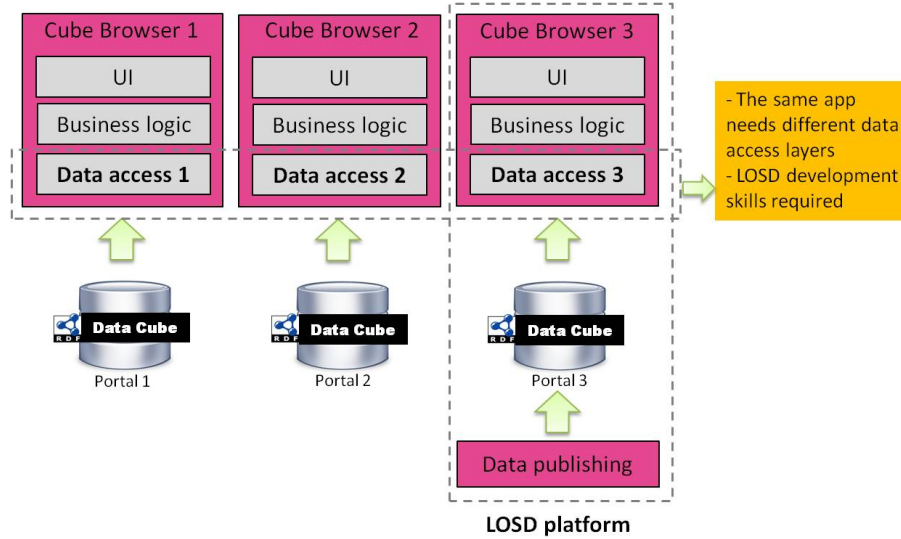 Cube Browser 1
UI
Business logic
Data access 1
Cube Browser 2
UI
Business logic
Data access 2
Cube Browser 3
UI
Business logic
Data access 3
- The same app
needs different data
access layers
- LOSD development
skills required
RDF
Data Cube
Portal 1
RDF
Data Cube
Portal 2
RDF
Data Cube
Portal 3
Data publishing
LOSD platform